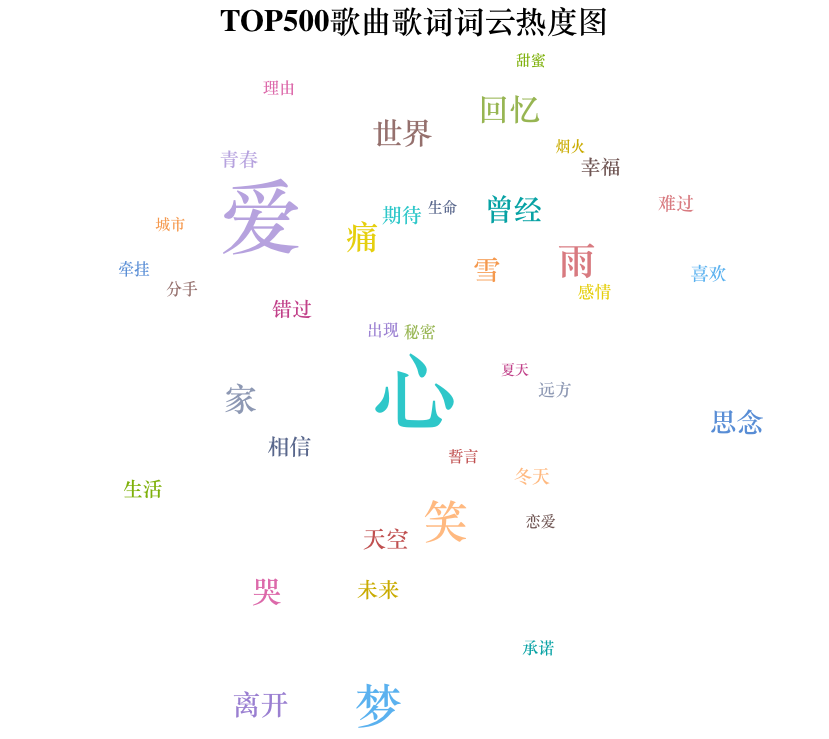 TOP500歌曲歌词词云热度图
甜蜜
理由
回忆
世界
烟火
青春
幸福
爱
难过
生命
曾经
期待
城市
痛
雨
牵挂
雪
喜欢
分手
感情
错过
出现
秘密
夏天
心
远方
家
思念
相信
誓言
冬天
生活
笑
恋爱
天空
哭
未来
承诺
离开
梦